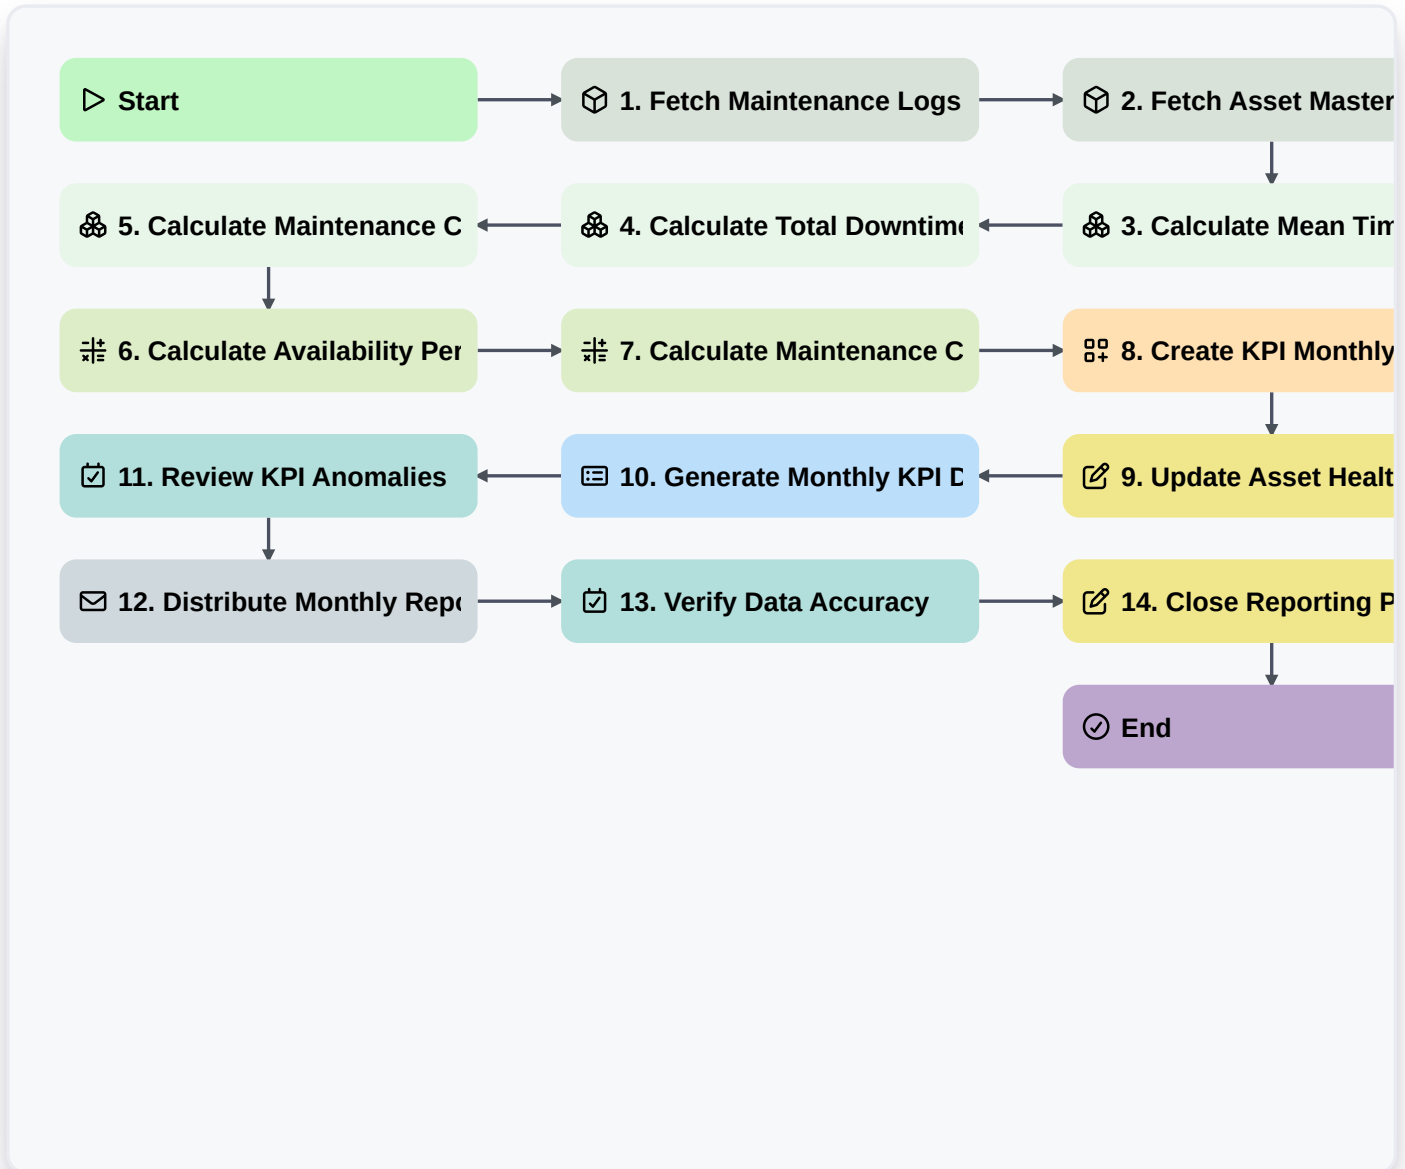 Start
1. Fetch Maintenance Logs
2. Fetch Asset Master
5. Calculate Maintenance C
4. Calculate Total Downtime
3. Calculate Mean Tim
6. Calculate Availability Per
7. Calculate Maintenance C
8. Create KPI Monthly
11. Review KPI Anomalies
10. Generate Monthly KPI D
9. Update Asset Healt
12. Distribute Monthly Repo
13. Verify Data Accuracy
14. Close Reporting P
End